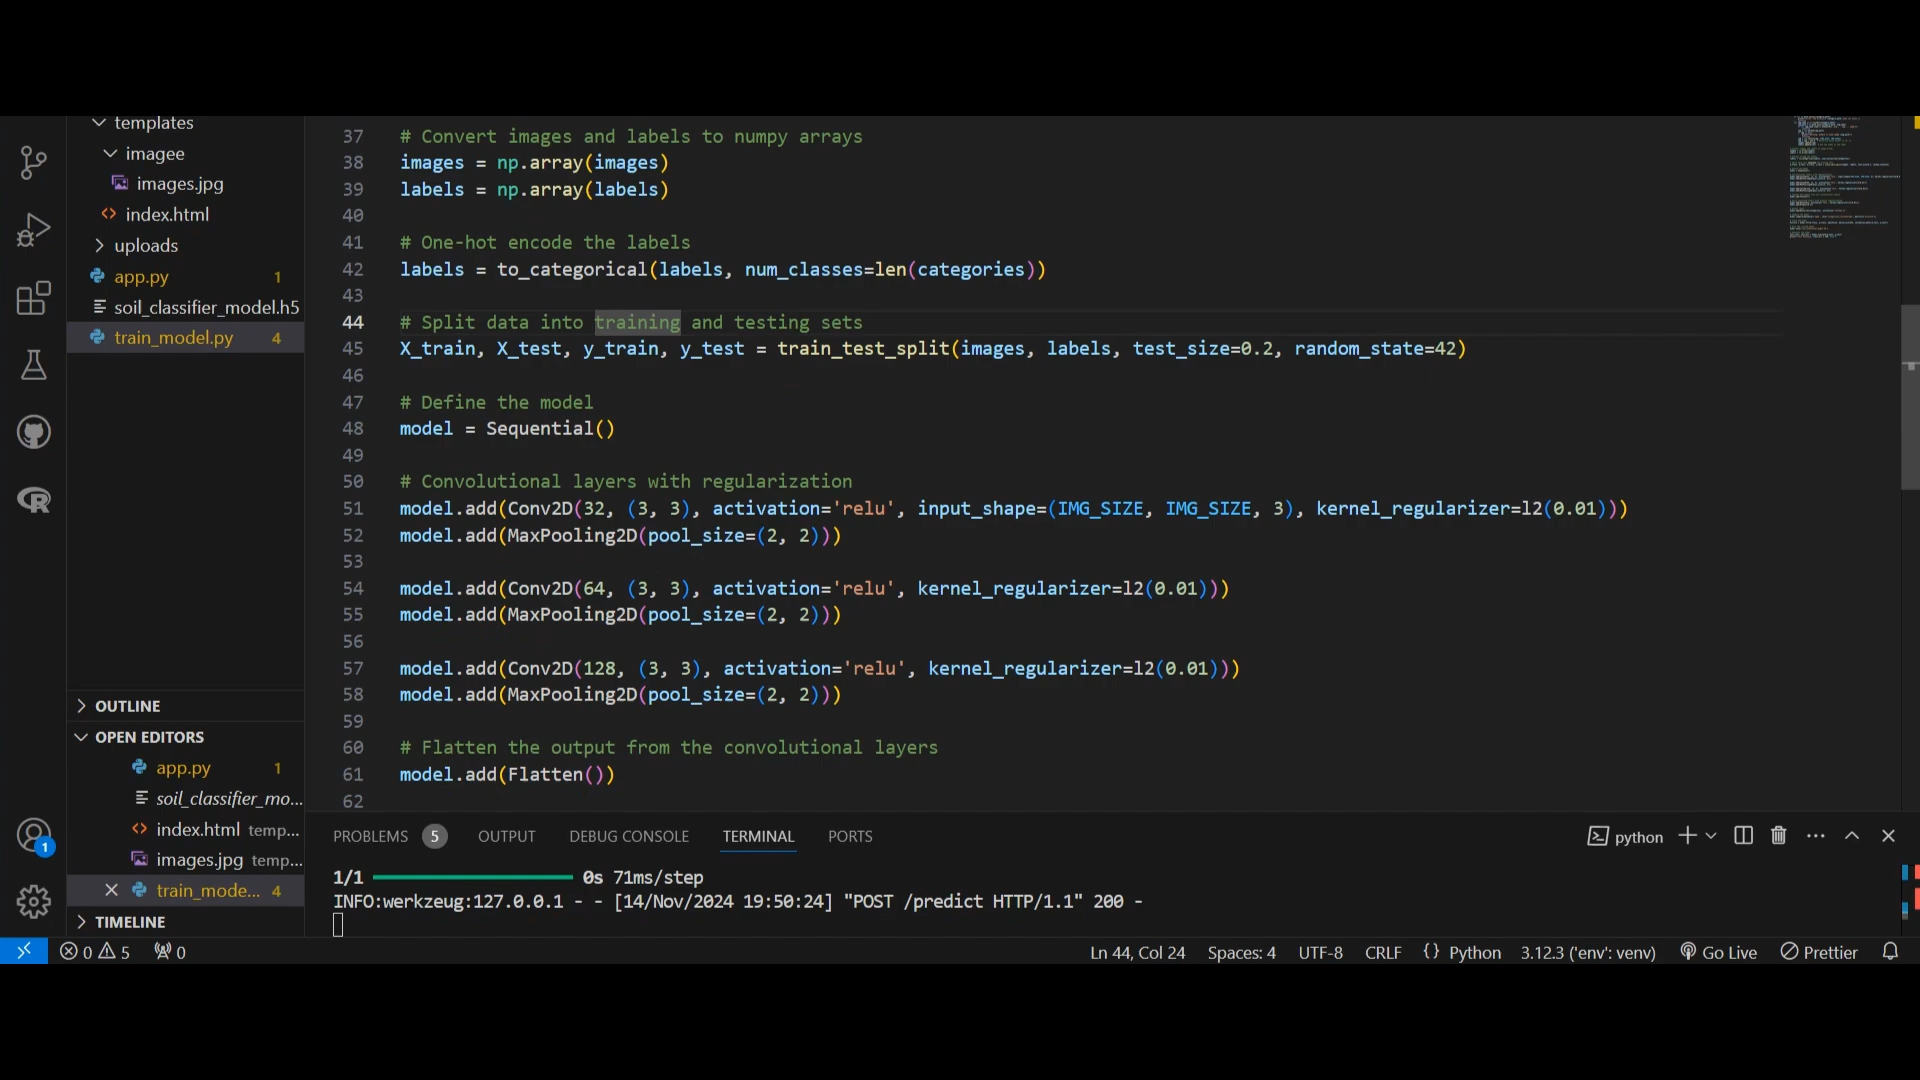 templates
imagee
images.jpg
index.html
uploads
app.py 1
soil_classifier_model.h5
train_model.py 4
OUTLINE
OPEN EDITORS
app.py 1
soil_classifier_mo...
index.html temp...
images.jpg temp...
train_mode... 4
TIMELINE
37 # Convert images and labels to numpy arrays
38 images = np.array(images)
39 labels = np.array(labels)
40
41 # One-hot encode the labels
42 labels = to_categorical(labels, num_classes=len(categories))
43
44 # Split data into training and testing sets
45 X_train, X_test, y_train, y_test = train_test_split(images, labels, test_size=0.2, random_state=42)
46
47 # Define the model
48 model = Sequential()
49
50 # Convolutional layers with regularization
51 model.add(Conv2D(32, (3, 3), activation='relu', input_shape=(IMG_SIZE, IMG_SIZE, 3), kernel_regularizer=l2(0.01)))
52 model.add(MaxPooling2D(pool_size=(2, 2)))
53
54 model.add(Conv2D(64, (3, 3), activation='relu', kernel_regularizer=l2(0.01)))
55 model.add(MaxPooling2D(pool_size=(2, 2)))
56
57 model.add(Conv2D(128, (3, 3), activation='relu', kernel_regularizer=l2(0.01)))
58 model.add(MaxPooling2D(pool_size=(2, 2)))
59
60 # Flatten the output from the convolutional layers
61 model.add(Flatten())
62
PROBLEMS 5 OUTPUT DEBUG CONSOLE TERMINAL PORTS python
1/1 0s 71ms/step
INFO:werkzeug:127.0.0.1 - - [14/Nov/2024 19:50:24] "POST /predict HTTP/1.1" 200 -
1
0 5 0 Ln 44, Col 24 Spaces: 4 UTF-8 CRLF {} Python 3.12.3 ('env': venv) Go Live Prettier